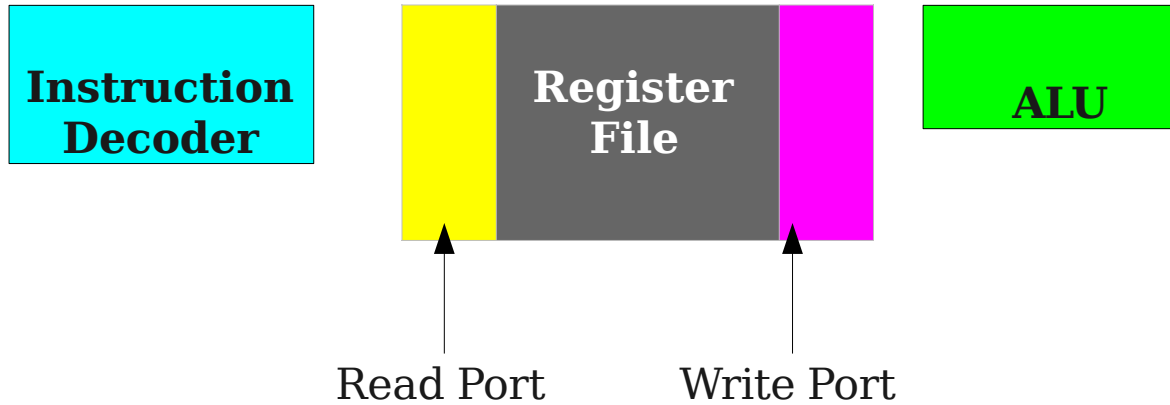 Instruction
Decoder
Register
File
ALU
Read Port
Write Port